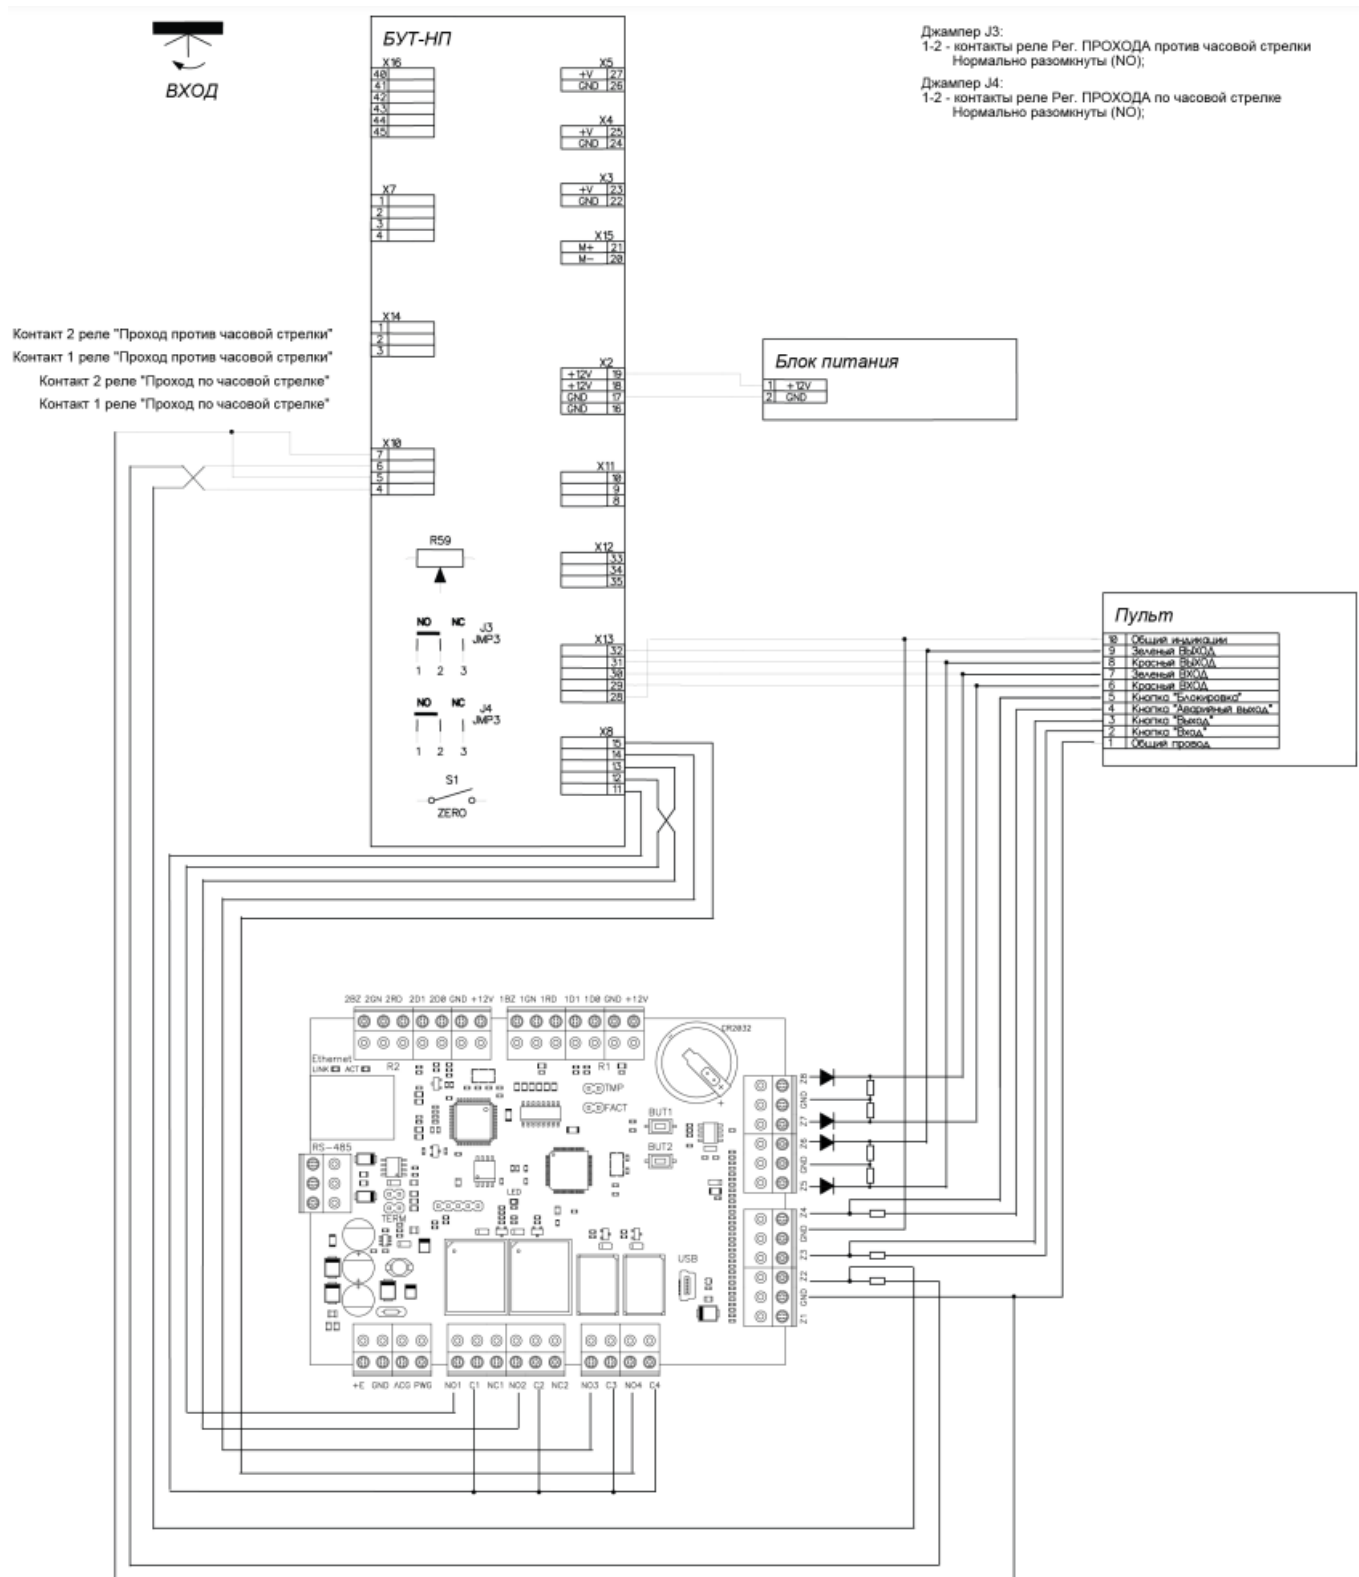 БУТ-НП
Джампер J3:
1-2 - контакты реле Рег. ПРОХОДА против часовой стрелки
Нормально разомкнуты (NO);
Джампер J4:
1-2 - контакты реле Рег. ПРОХОДА по часовой стрелке
Нормально разомкнуты (NO);
ВХОД
X16
40
41
42
43
44
45
X5
+V 27
GND 26
X4
+V 25
GND 24
X3
+V 23
GND 22
X7
1
2
3
4
X15
M+ 21
M- 20
Контакт 2 реле "Проход против часовой стрелки"
Контакт 1 реле "Проход против часовой стрелки"
Контакт 2 реле "Проход по часовой стрелке"
Контакт 1 реле "Проход по часовой стрелке"
X14
1
2
3
X2
+12V 19
+12V 18
GND 17
GND 16
Блок питания
1 +12V
2 GND
X10
7
6
5
4
X11
10
9
8
R59
X12
33
34
35
NO NC
J3
JMP3
1 2 3
X13
32
31
30
29
28
NO NC
J4
JMP3
1 2 3
X8
15
14
13
12
11
S1
ZERO
Пульт
10 Общий индикации
9 Зеленый ВЫХОД
8 Красный ВЫХОД
7 Зеленый ВХОД
6 Красный ВХОД
5 Кнопка "Блокировка"
4 Кнопка "Аварийный выход"
3 Кнопка "Выход"
2 Кнопка "Вход"
1 Общий провод
2BZ 2GN 2RD 2D1 2D0 GND +12V 1BZ 1GN 1RD 1D1 1D0 GND +12V
CR2032
Ethernet
LINK ACT
R2
R1
TMP
FACT
BUT1
BUT2
RS-485
LED
TERM
USB
Z8
GND
Z7
Z6
GND
Z5
Z4
GND
Z3
Z2
GND
Z1
+E GND ACG PWG NO1 C1 NC1 NO2 C2 NC2 NO3 C3 NO4 C4